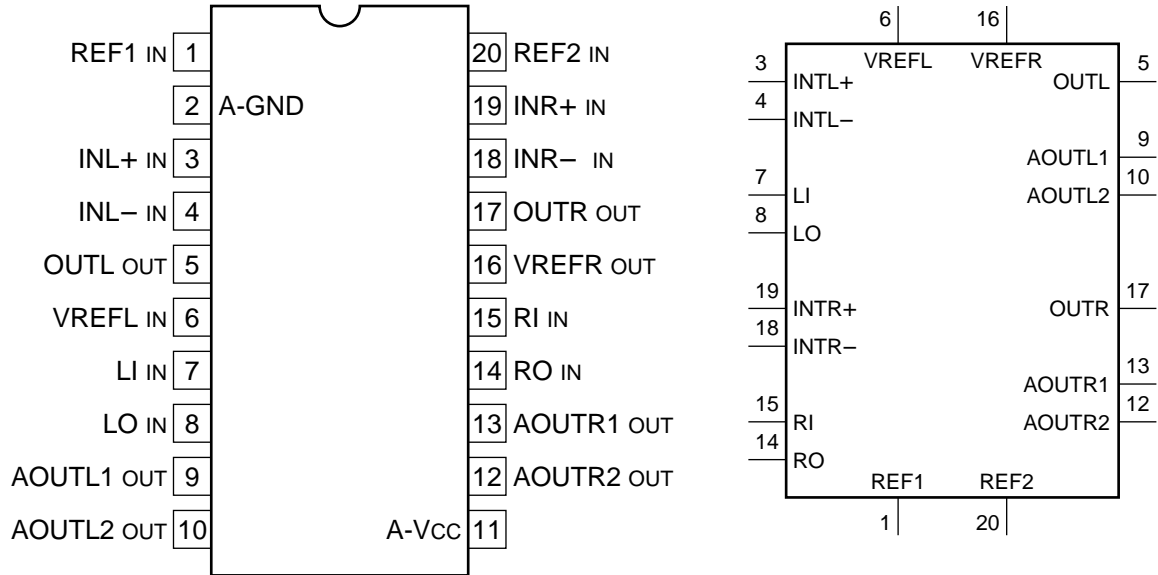 REF1 IN 1
2 A-GND
INL+ IN 3
INL− IN 4
OUTL OUT 5
VREFL IN 6
LI IN 7
LO IN 8
AOUTL1 OUT 9
AOUTL2 OUT 10
20 REF2 IN
19 INR+ IN
18 INR− IN
17 OUTR OUT
16 VREFR OUT
15 RI IN
14 RO IN
13 AOUTR1 OUT
12 AOUTR2 OUT
A-VCC 11
6 16
VREFL VREFR
3 INTL+
4 INTL−
7 LI
8 LO
19 INTR+
18 INTR−
15 RI
14 RO
OUTL 5
AOUTL1 9
AOUTL2 10
OUTR 17
AOUTR1 13
AOUTR2 12
REF1 REF2
1 20